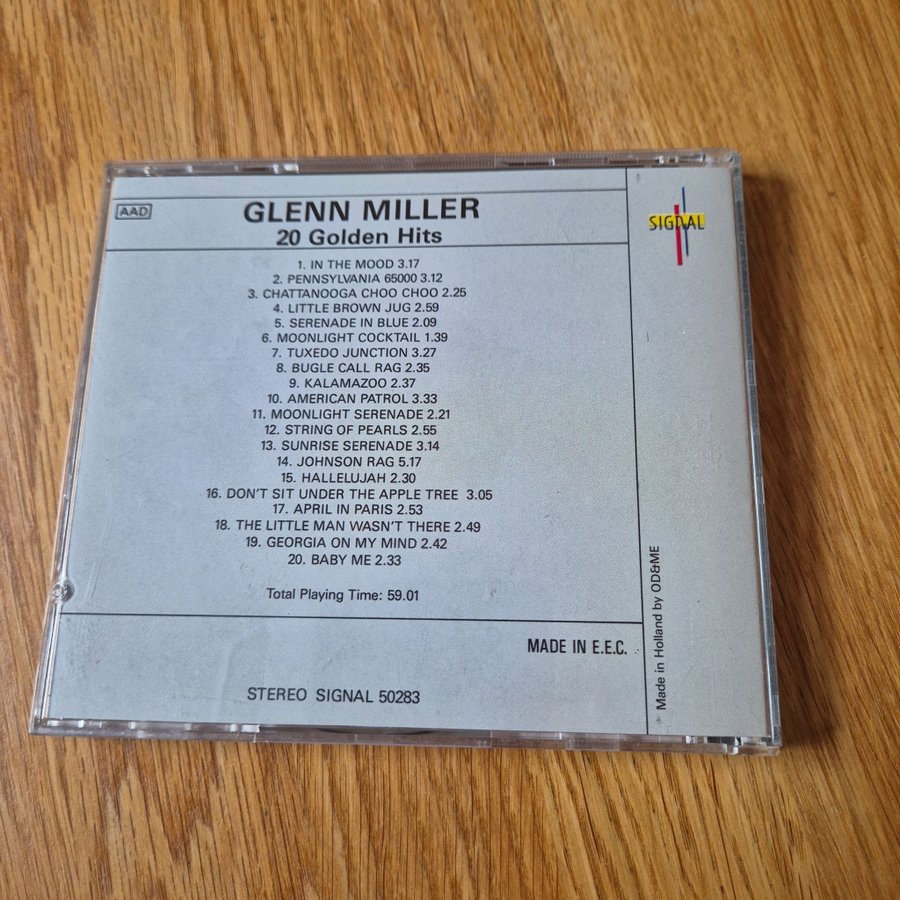 AAD
GLENN MILLER
20 Golden Hits
1. IN THE MOOD 3.17
2. PENNSYLVANIA 65000 3.12
3. CHATTANOOGA CHOO CHOO 2.25
4. LITTLE BROWN JUG 2.59
5. SERENADE IN BLUE 2.09
6. MOONLIGHT COCKTAIL 1.39
7. TUXEDO JUNCTION 3.27
8. BUGLE CALL RAG 2.35
9. KALAMAZOO 2.37
10. AMERICAN PATROL 3.33
11. MOONLIGHT SERENADE 2.21
12. STRING OF PEARLS 2.55
13. SUNRISE SERENADE 3.14
14. JOHNSON RAG 5.17
15. HALLELUJAH 2.30
16. DON'T SIT UNDER THE APPLE TREE 3.05
17. APRIL IN PARIS 2.53
18. THE LITTLE MAN WASN'T THERE 2.49
19. GEORGIA ON MY MIND 2.42
20. BABY ME 2.33
Total Playing Time: 59.01
MADE IN E.E.C.
STEREO SIGNAL 50283
SIGNAL
Made in Holland by OD&ME